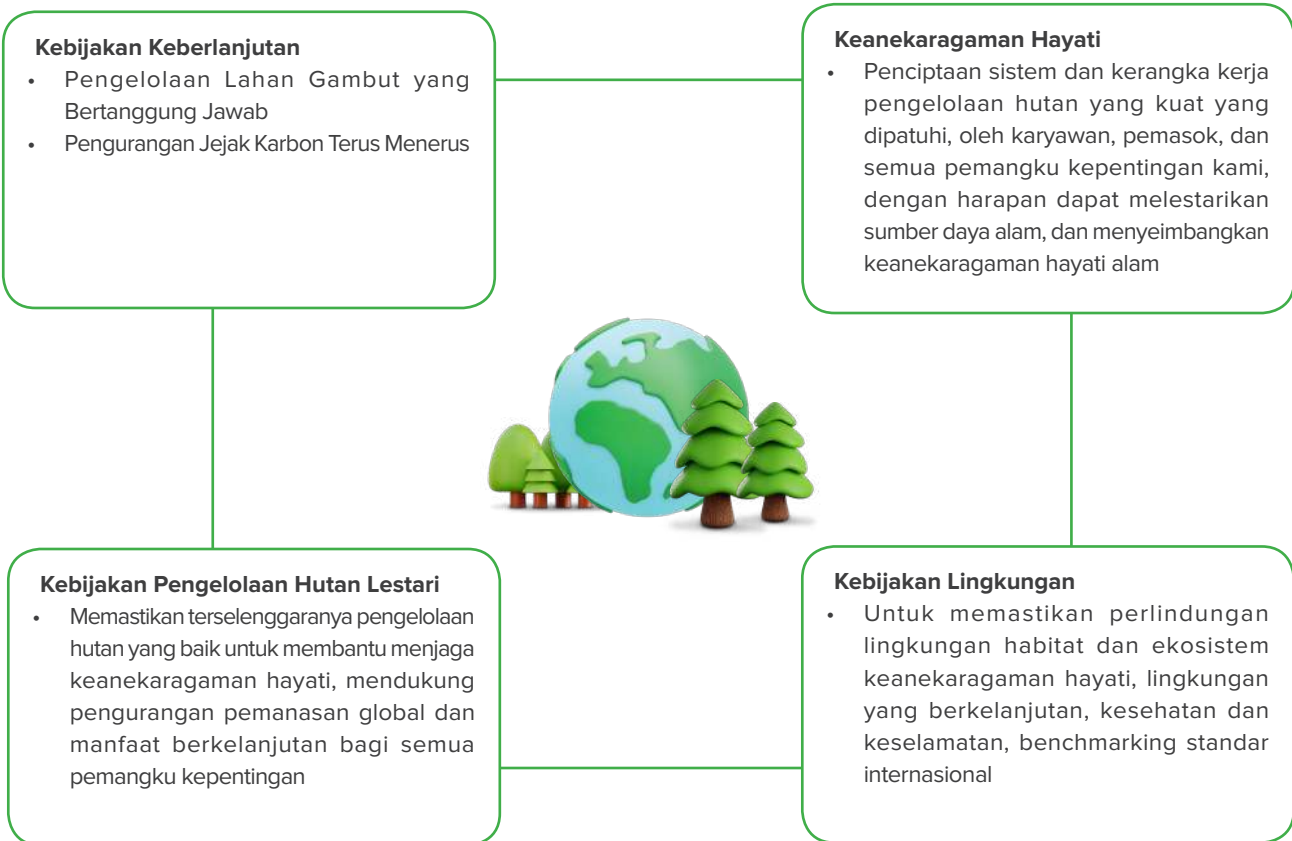 Kebijakan Keberlanjutan
• Pengelolaan Lahan Gambut yang
Bertanggung Jawab
• Pengurangan Jejak Karbon Terus Menerus
Keanekaragaman Hayati
• Penciptaan sistem dan kerangka kerja
pengelolaan hutan yang kuat yang
dipatuhi, oleh karyawan, pemasok, dan
semua pemangku kepentingan kami,
dengan harapan dapat melestarikan
sumber daya alam, dan menyeimbangkan
keanekaragaman hayati alam
Kebijakan Pengelolaan Hutan Lestari
• Memastikan terselenggaranya pengelolaan
hutan yang baik untuk membantu menjaga
keanekaragaman hayati, mendukung
pengurangan pemanasan global dan
manfaat berkelanjutan bagi semua
pemangku kepentingan
Kebijakan Lingkungan
• Untuk memastikan perlindungan
lingkungan habitat dan ekosistem
keanekaragaman hayati, lingkungan
yang berkelanjutan, kesehatan dan
keselamatan, benchmarking standar
internasional